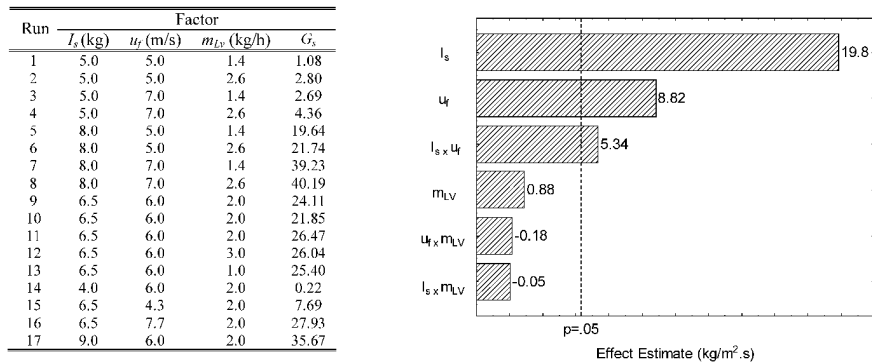 Run Factor
I_s (kg) u_f (m/s) m_Lv (kg/h) G_s
1 5.0 5.0 1.4 1.08
2 5.0 5.0 2.6 2.80
3 5.0 7.0 1.4 2.69
4 5.0 7.0 2.6 4.36
5 8.0 5.0 1.4 19.64
6 8.0 5.0 2.6 21.74
7 8.0 7.0 1.4 39.23
8 8.0 7.0 2.6 40.19
9 6.5 6.0 2.0 24.11
10 6.5 6.0 2.0 21.85
11 6.5 6.0 2.0 26.47
12 6.5 6.0 3.0 26.04
13 6.5 6.0 1.0 25.40
14 4.0 6.0 2.0 0.22
15 6.5 4.3 2.0 7.69
16 6.5 7.7 2.0 27.93
17 9.0 6.0 2.0 35.67
I_s 19.8
u_f 8.82
I_s x u_f 5.34
m_LV 0.88
u_f x m_LV -0.18
I_s x m_LV -0.05
p=.05
Effect Estimate (kg/m².s)